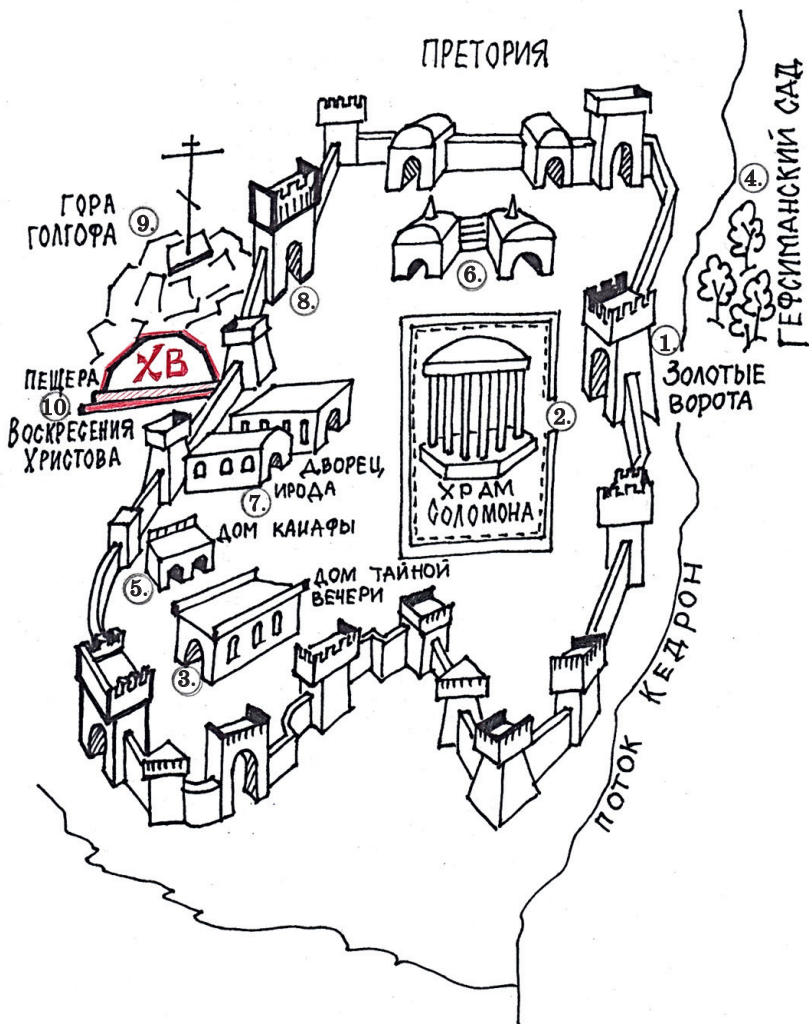 ПРЕТОРИЯ
ГЕФСИМАНСКИЙ САД
4.
ГОРА
ГОЛГОФА
9.
8.
6.
1.
ЗОЛОТЫЕ
ВОРОТА
ХВ
ПЕЩЕРА
10.
ВОСКРЕСЕНИЯ
ХРИСТОВА
2.
ХРАМ
СОЛОМОНА
ДВОРЕЦ
ИРОДА
7.
ДОМ КАИАФЫ
5.
ДОМ ТАЙНОЙ
ВЕЧЕРИ
3.
ПОТОК КЕДРОН